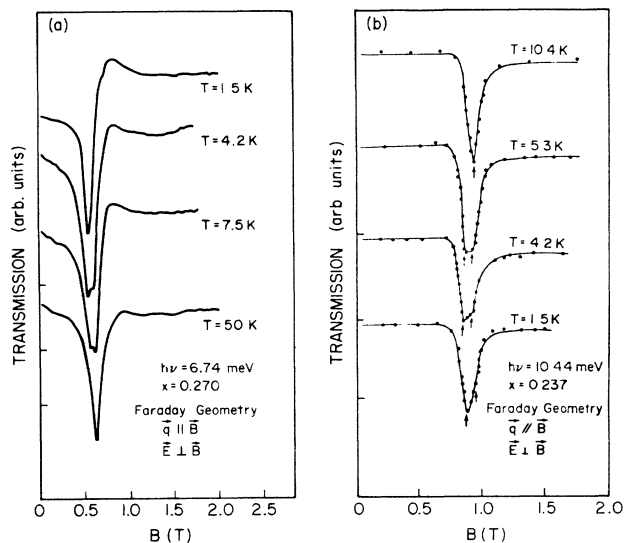 (a)
T=1 5 K
T=4.2 K
T=7.5 K
T=50 K
hν=6.74 meV
x=0.270
Faraday Geometry
q⃗ ∥ B⃗
E⃗ ⊥ B⃗
TRANSMISSION (arb. units)
0 0.5 1.0 1.5 2.0 2.5
B (T)
(b)
T=10 4 K
T=5.3 K
T=4.2 K
T=1.5 K
hν=10 44 meV
x=0 237
Faraday Geometry
q⃗ // B⃗
E⃗ ⊥ B⃗
TRANSMISSION (arb units)
0 0.5 1.0 1.5 2.0
B (T)